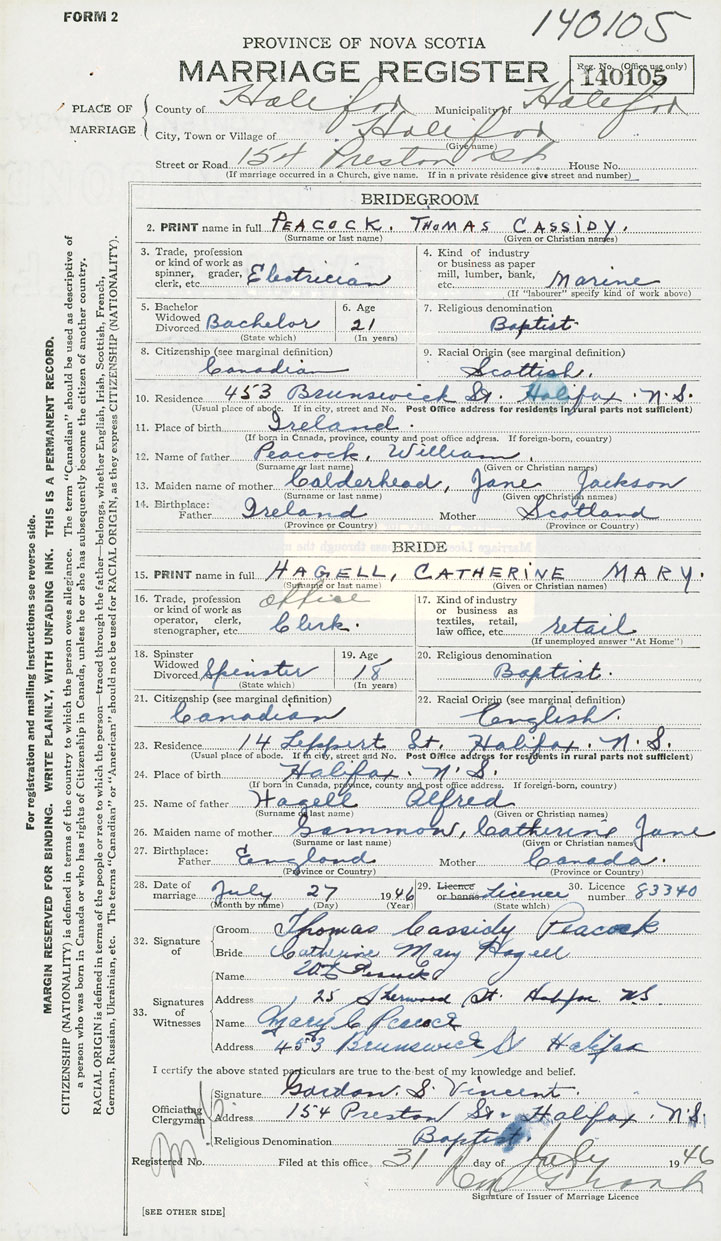 FORM 2
140105
PROVINCE OF NOVA SCOTIA
MARRIAGE REGISTER
Reg. No. (Office use only)
140105
PLACE OF MARRIAGE
County of Halifax Municipality of Halifax
City, Town or Village of Halifax
(Give name)
Street or Road 154 Preston St. House No.
(If marriage occurred in a Church, give name. If in a private residence give street and number)
BRIDEGROOM
2. PRINT name in full PEACOCK, THOMAS CASSIDY.
(Surname or last name) (Given or Christian names)
3. Trade, profession or kind of work as spinner, grader, clerk, etc. Electrician
4. Kind of industry or business as paper mill, lumber, bank, etc. Marine
(If "labourer" specify kind of work above)
5. Bachelor Widowed Divorced Bachelor (State which)
6. Age 21 (In years)
7. Religious denomination Baptist.
8. Citizenship (see marginal definition) Canadian
9. Racial Origin (see marginal definition) Scottish.
10. Residence 453 Brunswick St. Halifax. N.S.
(Usual place of abode. If in city, street and No. Post Office address for residents in rural parts not sufficient)
11. Place of birth Ireland.
(If born in Canada, province, county and post office address. If foreign-born, country)
12. Name of father Peacock, William.
(Surname or last name) (Given or Christian names)
13. Maiden name of mother Calderhead, Jane Jackson
(Surname or last name) (Given or Christian names)
14. Birthplace: Father Ireland Mother Scotland
(Province or Country) (Province or Country)
BRIDE
15. PRINT name in full HAGELL, CATHERINE MARY.
(Surname or last name) (Given or Christian names)
16. Trade, profession or kind of work as operator, clerk, stenographer, etc. office Clerk.
17. Kind of industry or business as textiles, retail, law office, etc. retail
(If unemployed answer "At Home")
18. Spinster Widowed Divorced Spinster (State which)
19. Age 18 (In years)
20. Religious denomination Baptist.
21. Citizenship (see marginal definition) Canadian
22. Racial Origin (see marginal definition) English.
23. Residence 14 Leppert St. Halifax. N.S.
(Usual place of abode. If in city, street and No. Post Office address for residents in rural parts not sufficient)
24. Place of birth Halifax. N.S.
(If born in Canada, province, county and post office address. If foreign-born, country)
25. Name of father Hagell Alfred
(Surname or last name) (Given or Christian names)
26. Maiden name of mother Sammon, Catherine Jane
(Surname or last name) (Given or Christian names)
27. Birthplace: Father England Mother Canada.
(Province or Country) (Province or Country)
28. Date of marriage July 27 1946
(Month by name) (Day) (Year)
29. Licence or banns Licence (State which)
30. Licence number 83340
32. Signature of
Groom Thomas Cassidy Peacock
Bride Catherine Mary Hagell
33. Signatures of Witnesses
Name
Address 25 Sherwood St. Halifax N.S.
Name Mary C Peacock
Address 453 Brunswick St Halifax
I certify the above stated particulars are true to the best of my knowledge and belief.
Officiating Clergyman
Signature Gordon. S. Vincent.
Address 154 Preston St. Halifax. N.S.
Religious Denomination Baptist.
Registered No. Filed at this office 31 day of July 1946
Signature of Issuer of Marriage Licence
[SEE OTHER SIDE]
For registration and mailing instructions see reverse side.
MARGIN RESERVED FOR BINDING. WRITE PLAINLY, WITH UNFADING INK. THIS IS A PERMANENT RECORD.
CITIZENSHIP (NATIONALITY) is defined in terms of the country to which the person owes allegiance. The term "Canadian" should be used as descriptive of
a person who was born in Canada or who has rights of Citizenship in Canada, unless he or she has subsequently become the citizen of another country.
RACIAL ORIGIN is defined in terms of the people or race to which the person—traced through the father—belongs, whether English, Irish, Scottish, French,
German, Russian, Ukrainian, etc. The terms "Canadian" or "American" should not be used for RACIAL ORIGIN, as they express CITIZENSHIP (NATIONALITY).